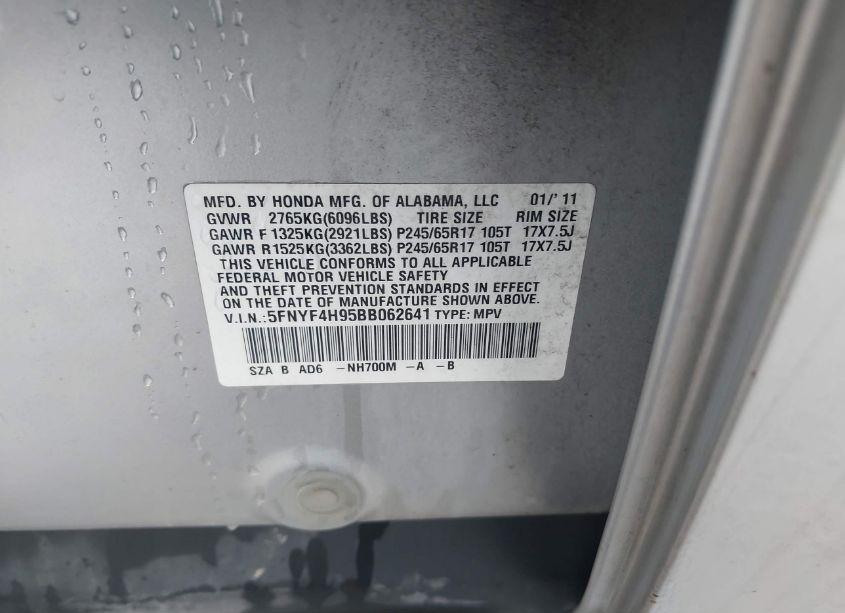 MFD. BY HONDA MFG. OF ALABAMA, LLC 01/'11
GVWR 2765KG(6096LBS) TIRE SIZE RIM SIZE
GAWR F 1325KG(2921LBS) P245/65R17 105T 17X7.5J
GAWR R 1525KG(3362LBS) P245/65R17 105T 17X7.5J
THIS VEHICLE CONFORMS TO ALL APPLICABLE
FEDERAL MOTOR VEHICLE SAFETY
AND THEFT PREVENTION STANDARDS IN EFFECT
ON THE DATE OF MANUFACTURE SHOWN ABOVE.
V.I.N.:5FNYF4H95BB062641 TYPE: MPV
SZA B AD6 -NH700M -A -B